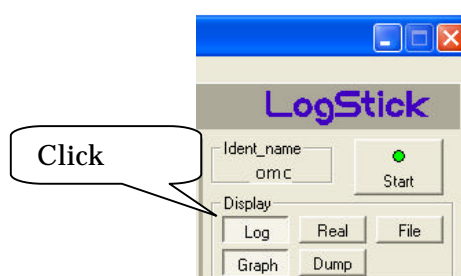 LogStick
Click
Ident_name
omc
Start
Display
Log Real File
Graph Dump